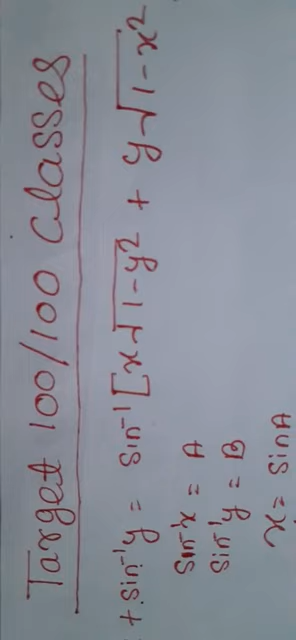 Target 100/100 classes
+ sin⁻¹y = sin⁻¹[x√1-y² + y√1-x²
sin⁻¹x = A
sin⁻¹y = B
x = sinA